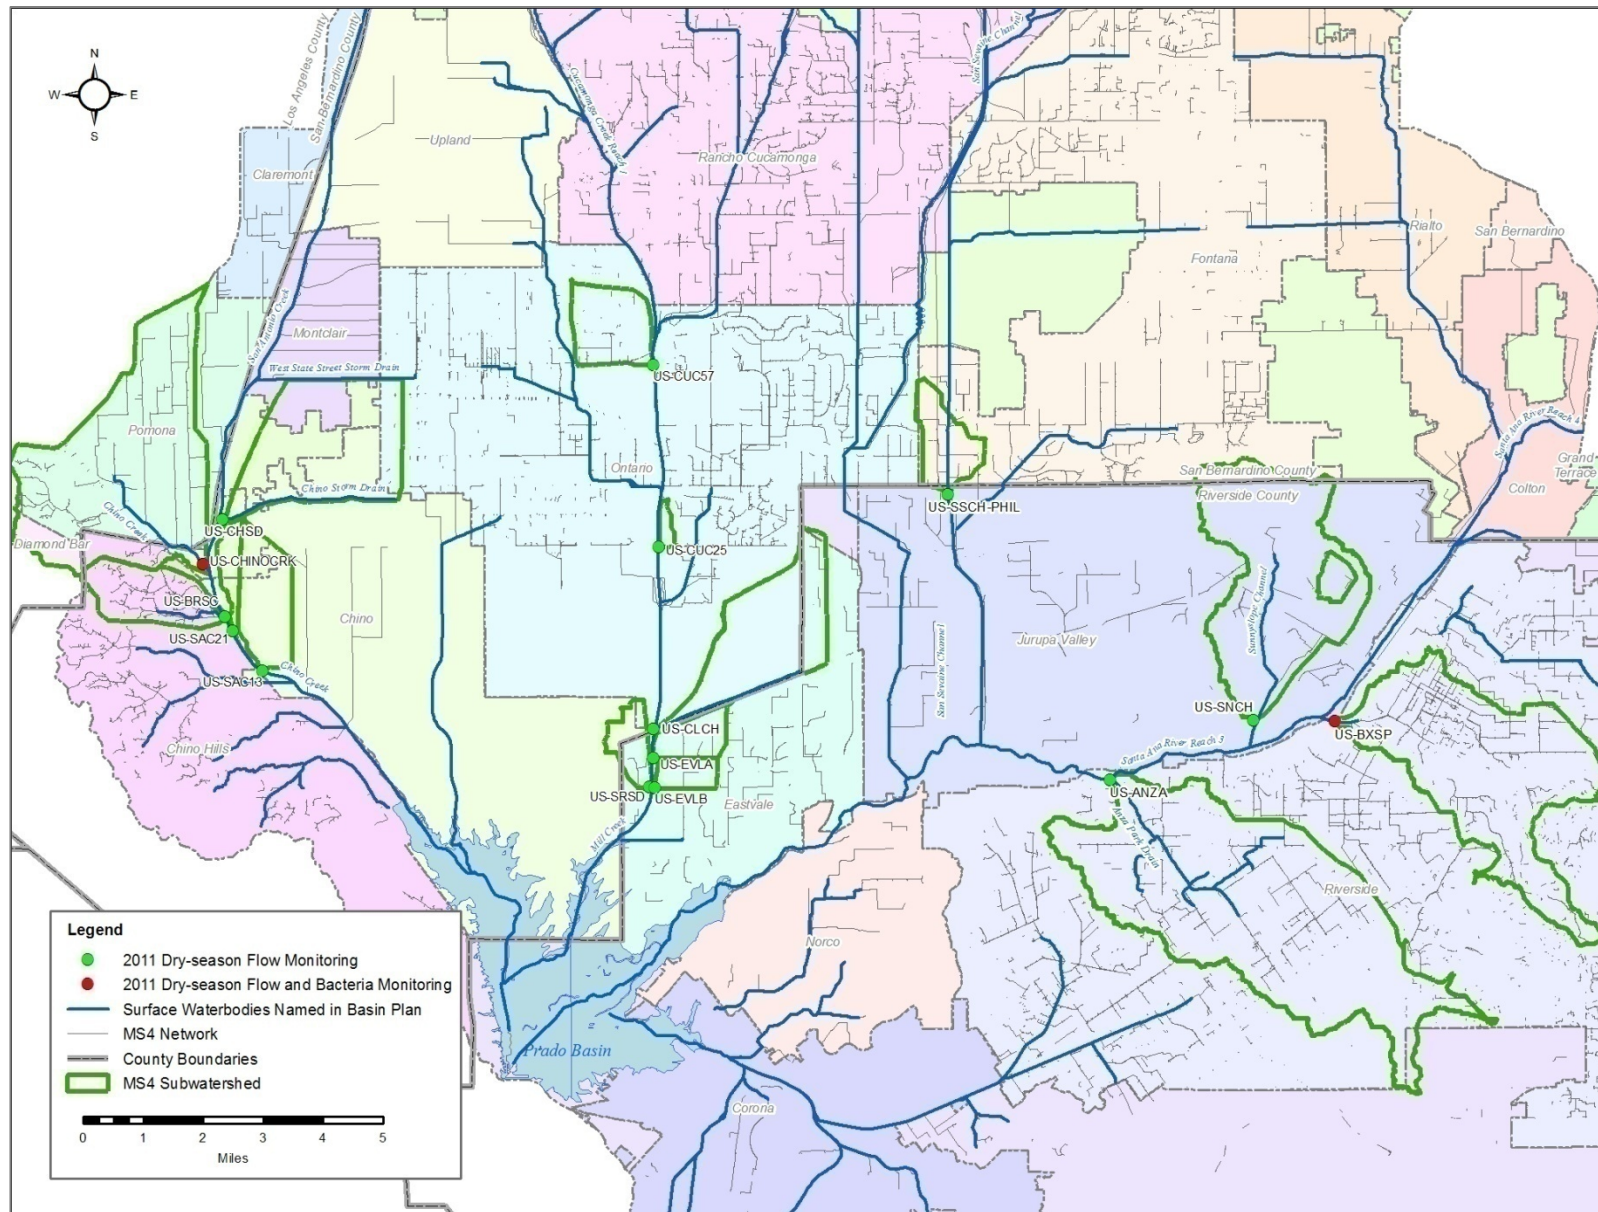 N
W E
S
Los Angeles County
San Bernardino County
Claremont
Upland
Cucamonga Creek Reach 1
Rancho Cucamonga
San Sevaine Channel
Rialto
San Bernardino
Fontana
San Antonio Creek
Montclair
West State Street Storm Drain
US-CUC57
Pomona
Ontario
Chino Storm Drain
Santa Ana River Reach 4
Grand
Terrace
Colton
San Bernardino County
Riverside County
US-SSCH-PHIL
Chino Creek
US-CHSD
Diamond Bar
US-CHINOCRK
US-CUC25
US-BRSC
Chino
US-SAC21
US-SAC13
Chino Creek
Sunnyslope Channel
Jurupa Valley
San Sevaine Channel
US-SNCH
US-BXSP
Chino Hills
US-CLCH
US-EVLA
US-SRSD
US-EVLB
Eastvale
Mill Creek
Santa Ana River Reach 3
US-ANZA
Anza Park Drain
Riverside
Norco
Prado Basin
Corona
Legend
2011 Dry-season Flow Monitoring
2011 Dry-season Flow and Bacteria Monitoring
Surface Waterbodies Named in Basin Plan
MS4 Network
County Boundaries
MS4 Subwatershed
0 1 2 3 4 5
Miles